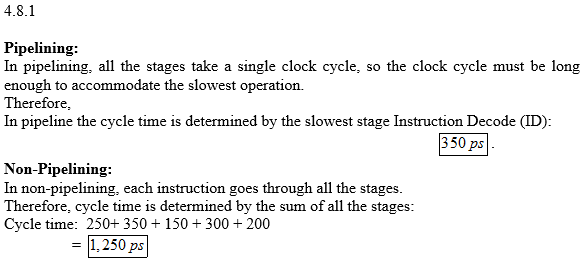 4.8.1
Pipelining:
In pipelining, all the stages take a single clock cycle, so the clock cycle must be long
enough to accommodate the slowest operation.
Therefore,
In pipeline the cycle time is determined by the slowest stage Instruction Decode (ID):
350 ps.
Non-Pipelining:
In non-pipelining, each instruction goes through all the stages.
Therefore, cycle time is determined by the sum of all the stages:
Cycle time: 250+ 350 + 150 + 300 + 200
= 1,250 ps